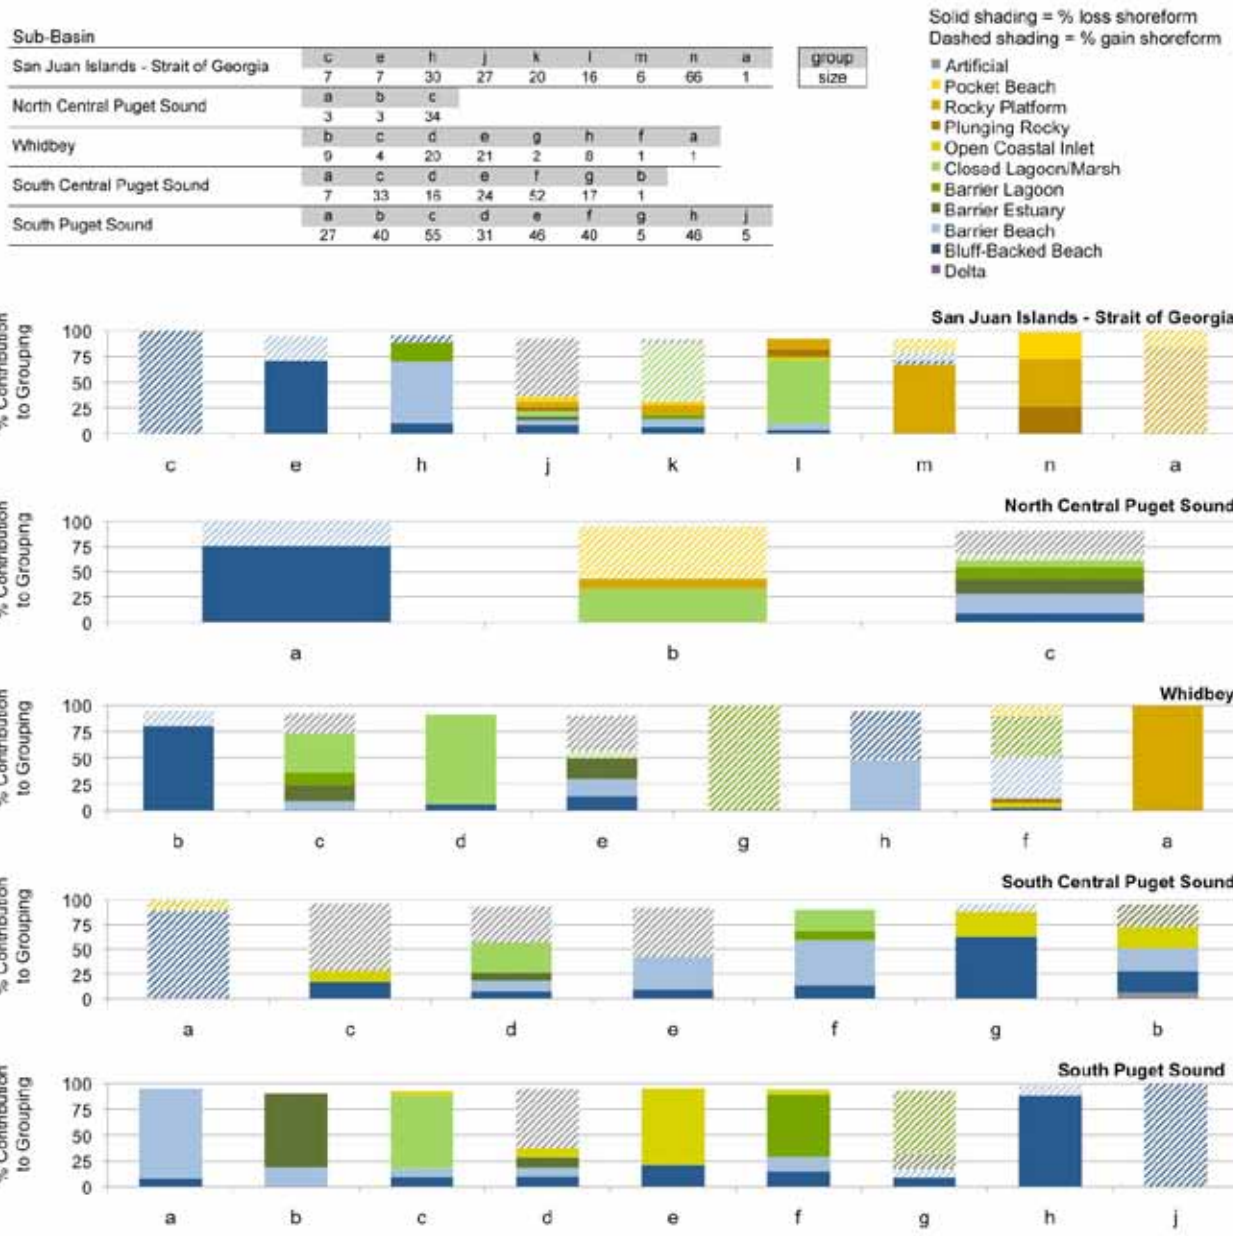 Sub-Basin
San Juan Islands - Strait of Georgia c e h j k l m n a
7 7 30 27 20 16 6 66 1
group
size
North Central Puget Sound a b c
3 3 34
Whidbey b c d e g h f a
9 4 20 21 2 8 1 1
South Central Puget Sound a c d e f g b
7 33 16 24 52 17 1
South Puget Sound a b c d e f g h j
27 40 55 31 46 40 5 46 5
Solid shading = % loss shoreform
Dashed shading = % gain shoreform
Artificial
Pocket Beach
Rocky Platform
Plunging Rocky
Open Coastal Inlet
Closed Lagoon/Marsh
Barrier Lagoon
Barrier Estuary
Barrier Beach
Bluff-Backed Beach
Delta
San Juan Islands - Strait of Georgia
% Contribution
to Grouping
100
75
50
25
0
c e h j k l m n a
North Central Puget Sound
% Contribution
to Grouping
100
75
50
25
0
a b c
Whidbey
% Contribution
to Grouping
100
75
50
25
0
b c d e g h f a
South Central Puget Sound
% Contribution
to Grouping
100
75
50
25
0
a c d e f g b
South Puget Sound
% Contribution
to Grouping
100
75
50
25
0
a b c d e f g h j